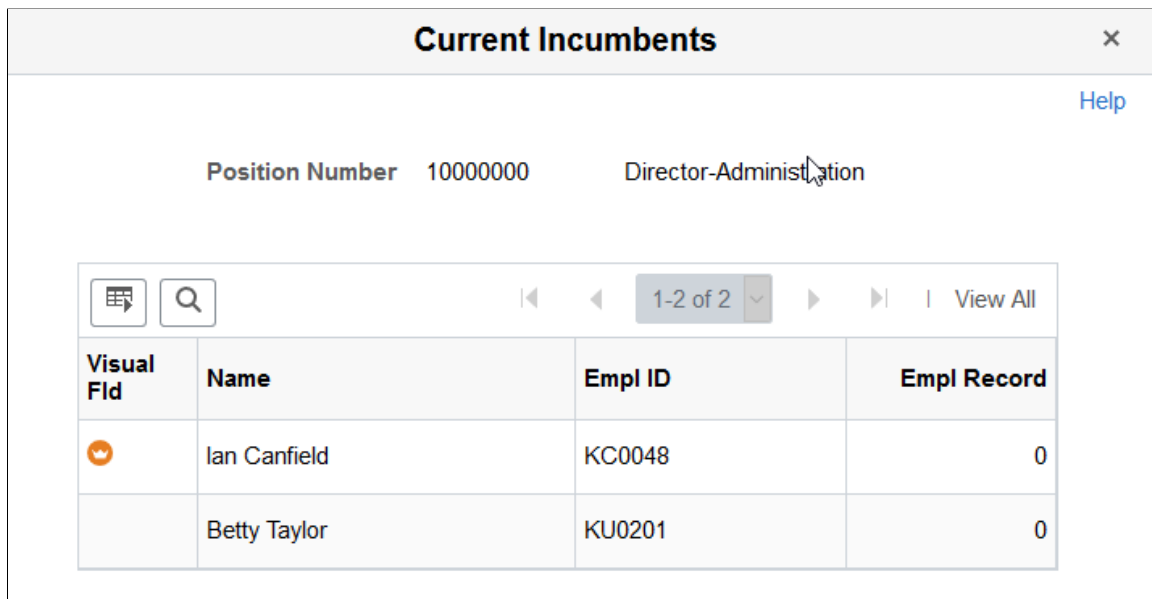 Current Incumbents ×
Help
Position Number 10000000 Director-Administration
1-2 of 2 | View All
Visual Fld Name Empl ID Empl Record
Ian Canfield KC0048 0
Betty Taylor KU0201 0